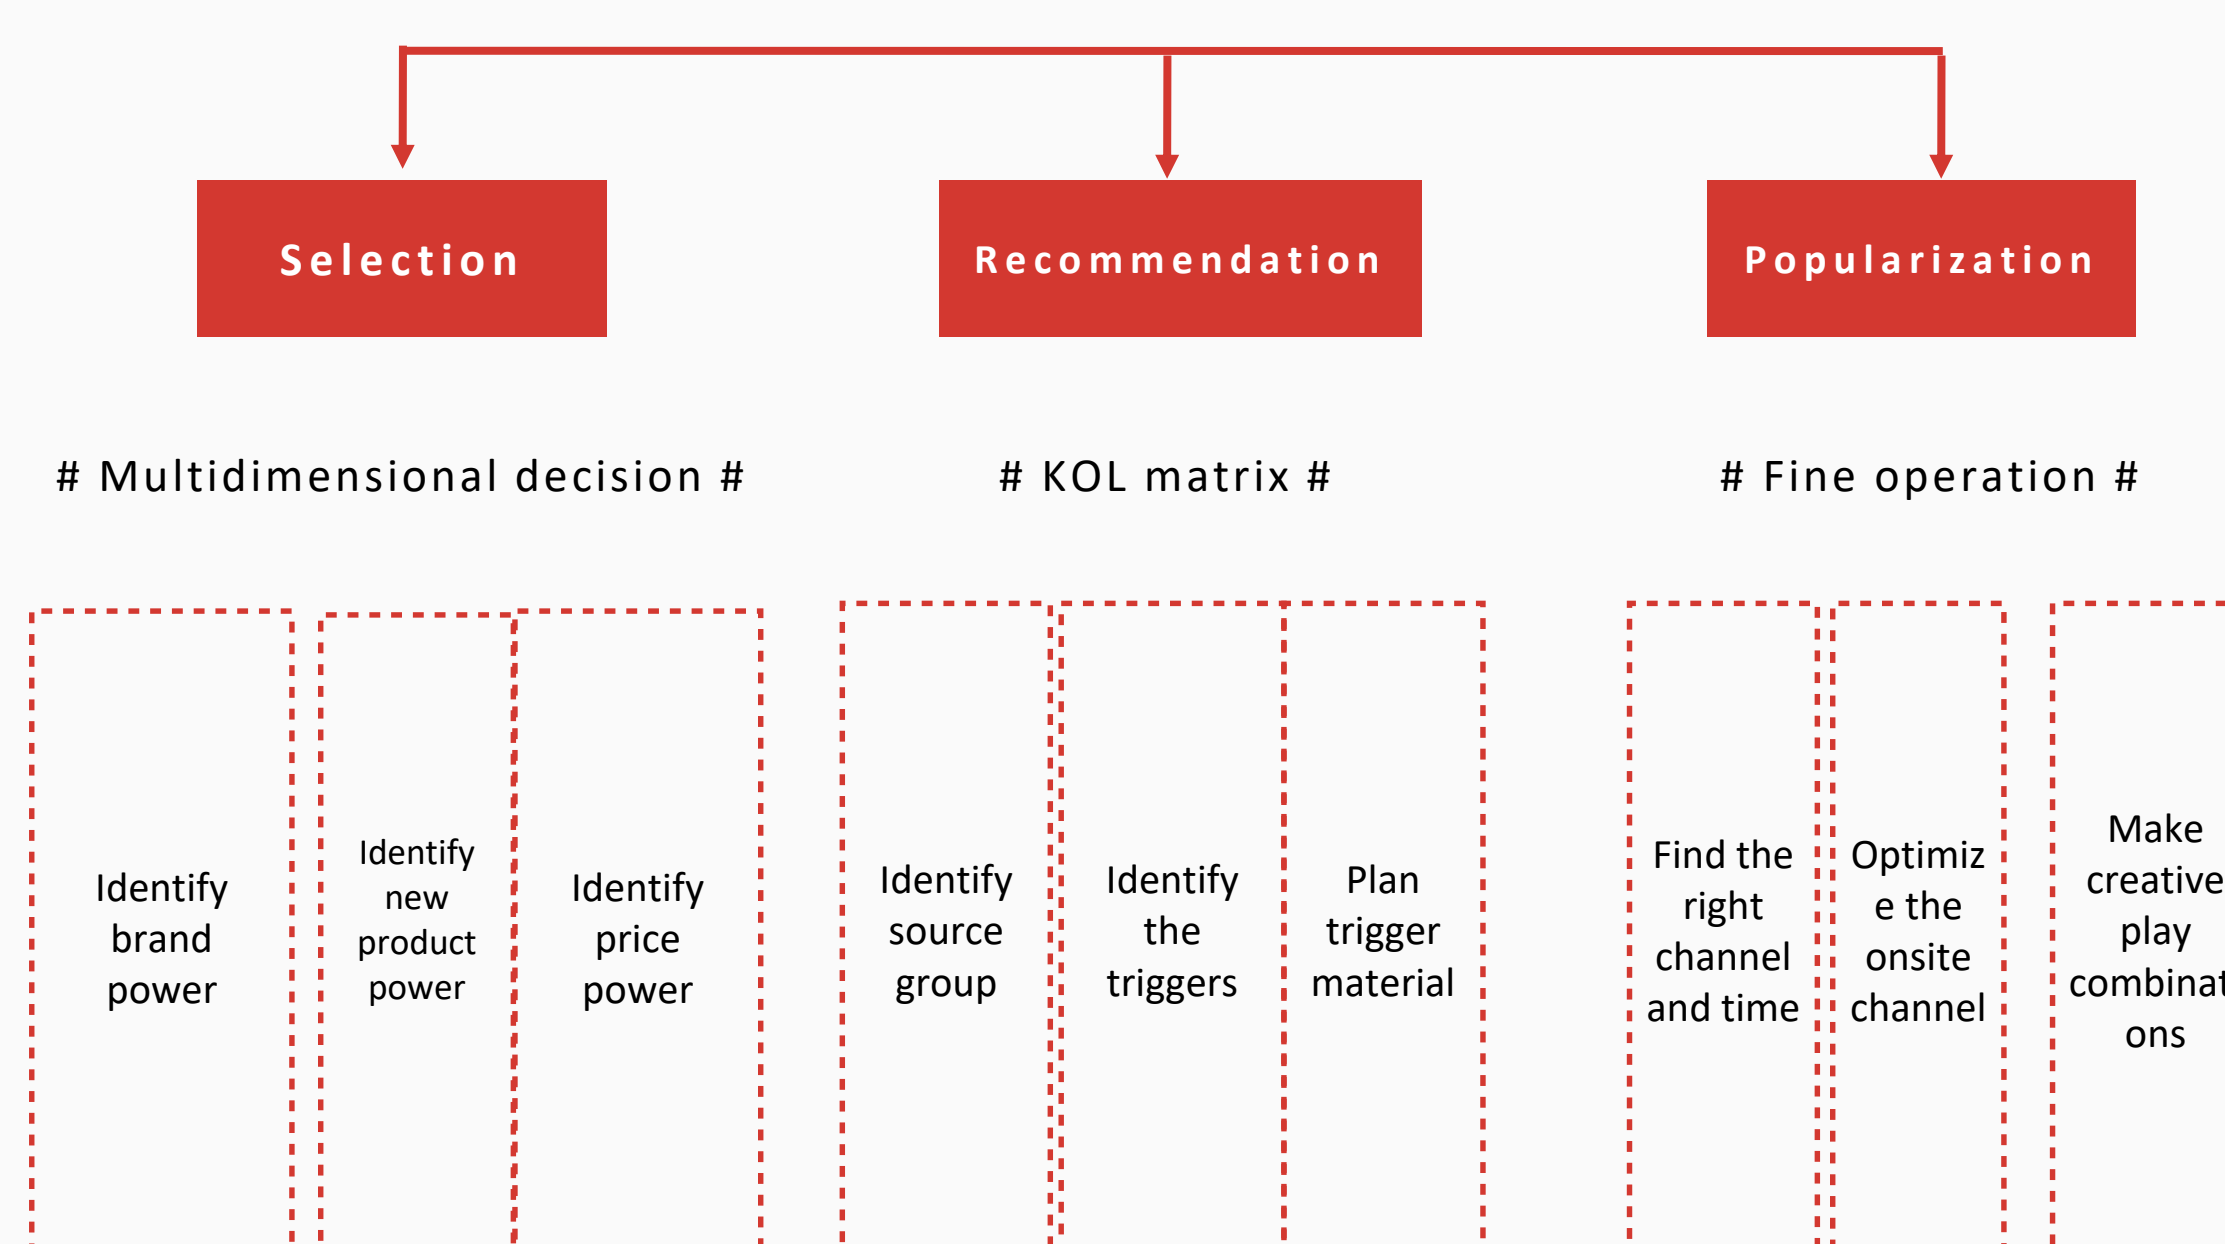 Selection
Recommendation
Popularization
# Multidimensional decision #
# KOL matrix #
# Fine operation #
Identify
brand
power
Identify
new
product
power
Identify
price
power
Identify
source
group
Identify
the
triggers
Plan
trigger
material
Find the
right
channel
and time
Optimiz
e the
onsite
channel
Make
creative
play
combinat
ons